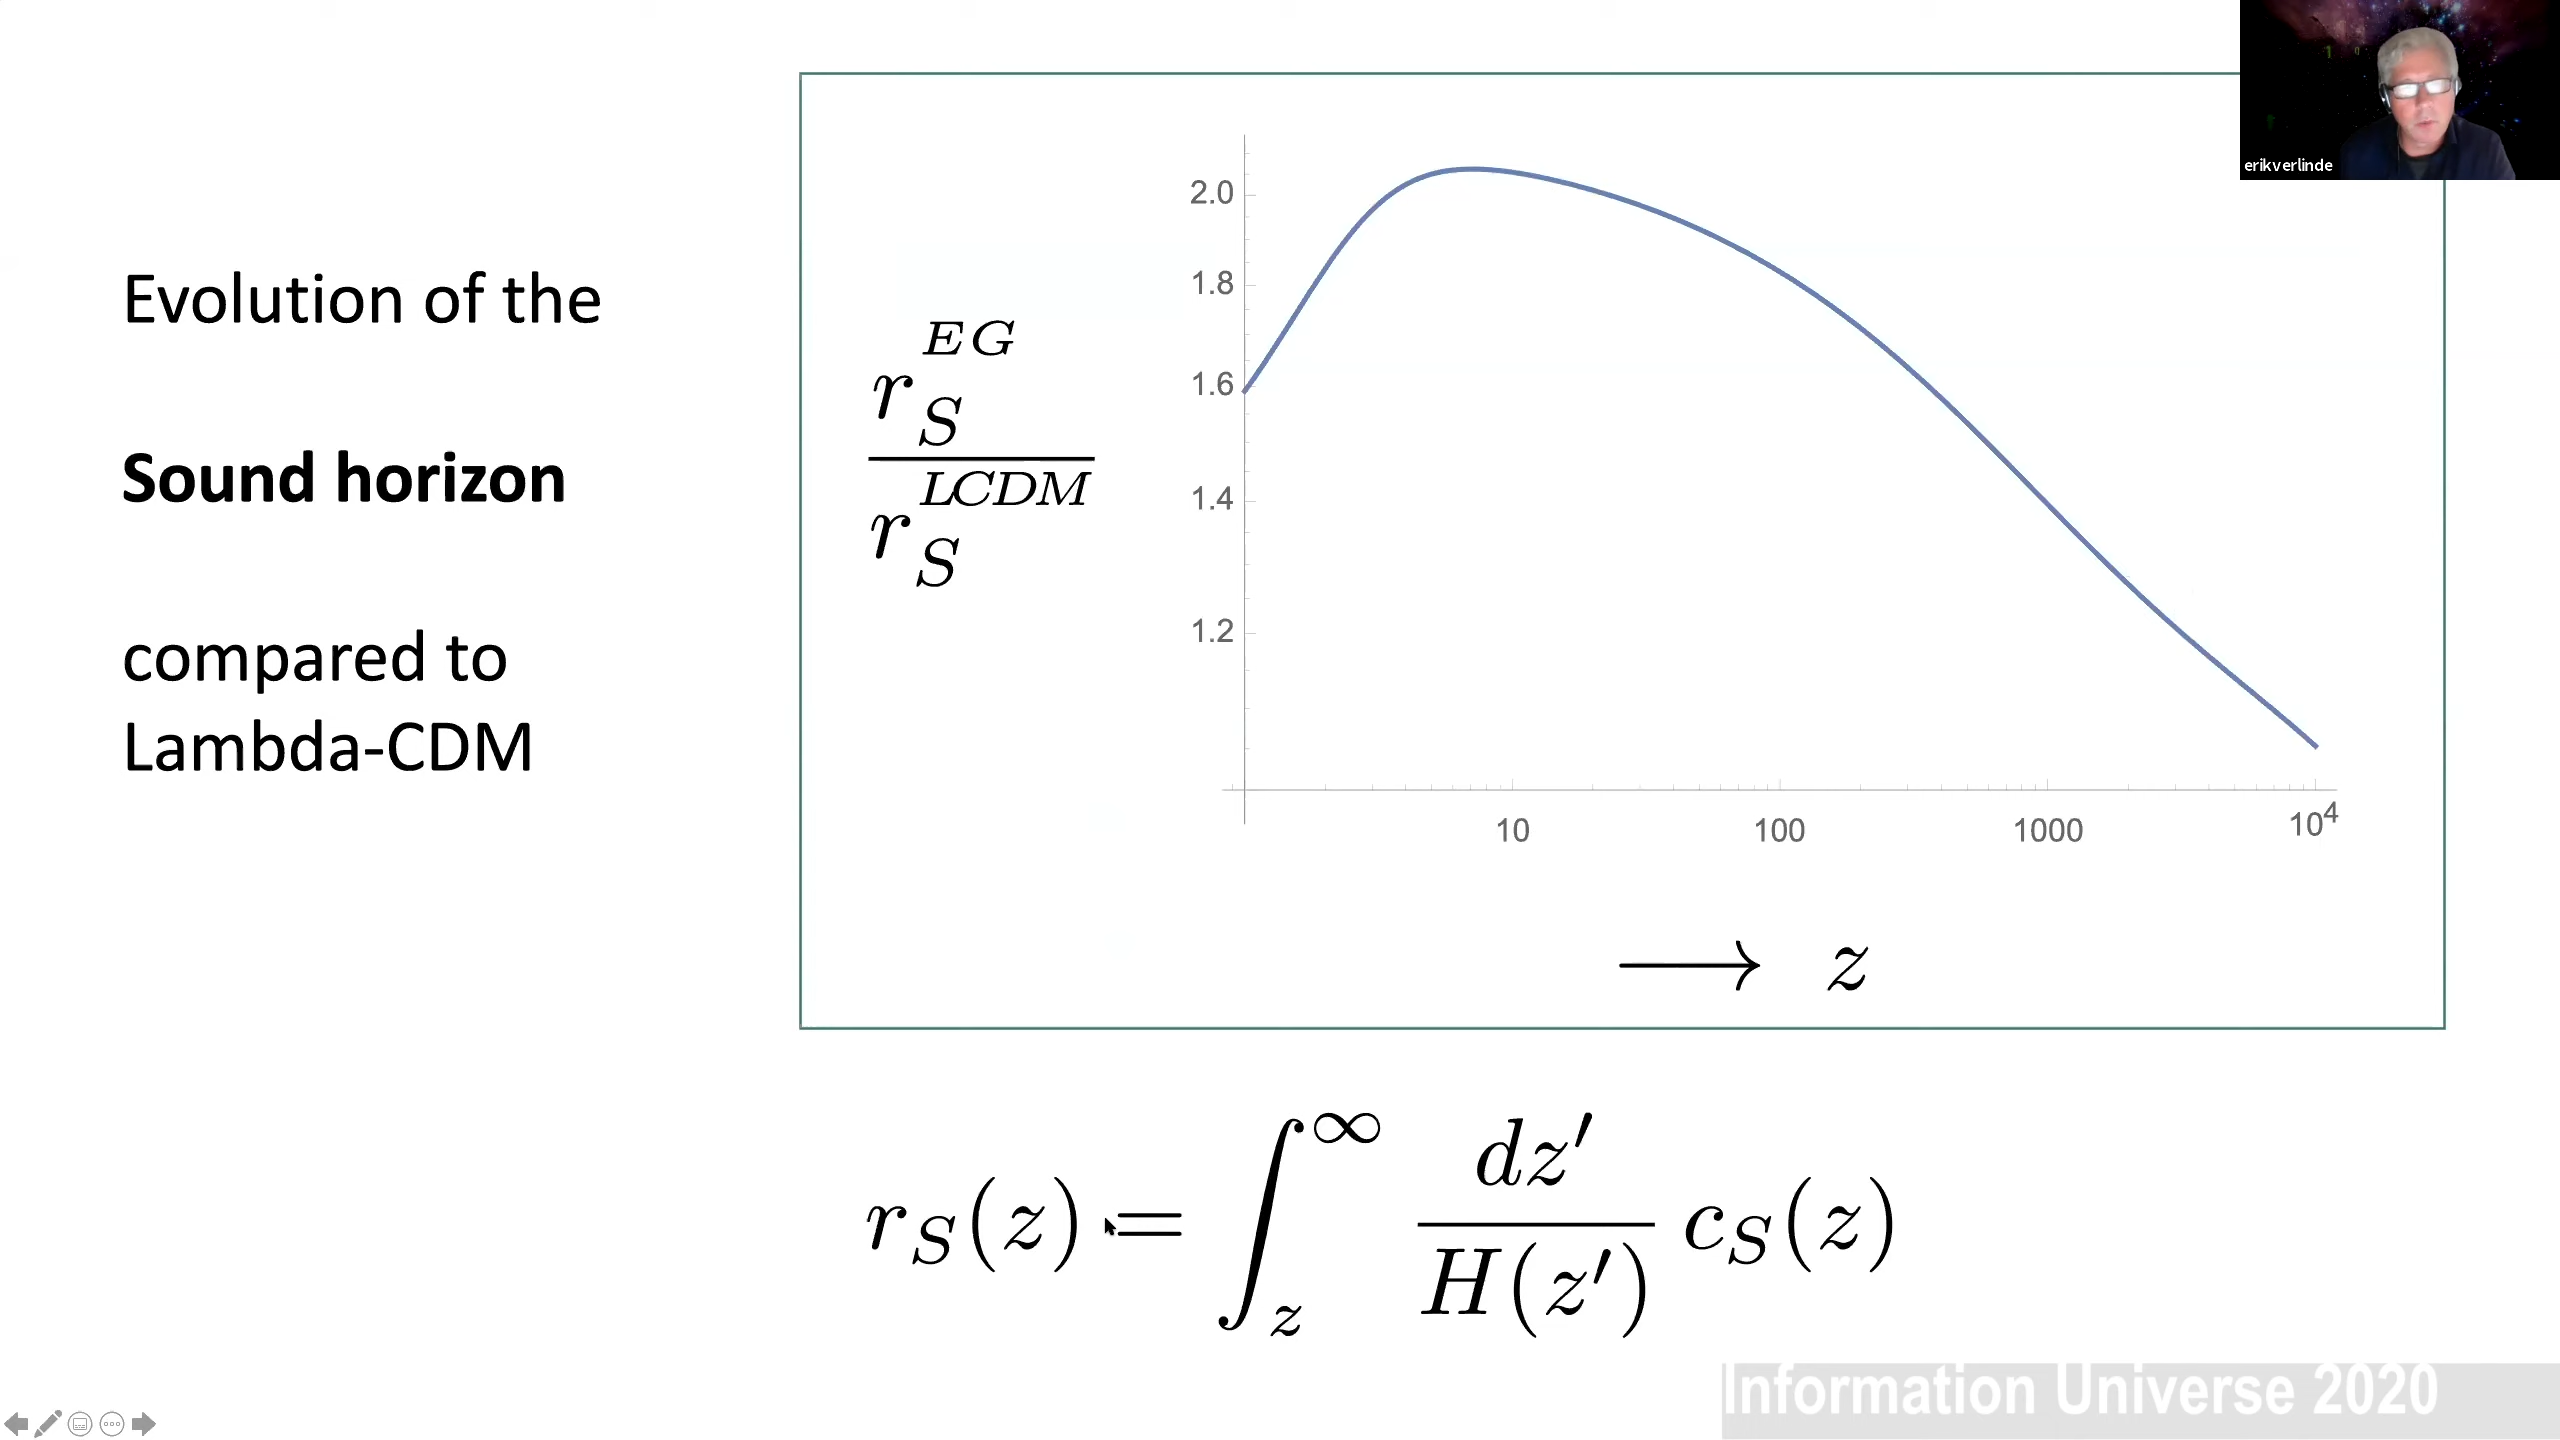 Evolution of the
Sound horizon
compared to
Lambda-CDM
r_S^{EG}
r_S^{LCDM}
2.0
1.8
1.6
1.4
1.2
10
100
1000
10^4
⟶ z
r_S(z) = ∫_z^∞ dz′/H(z′) c_S(z)
erikverlinde
Information Universe 2020